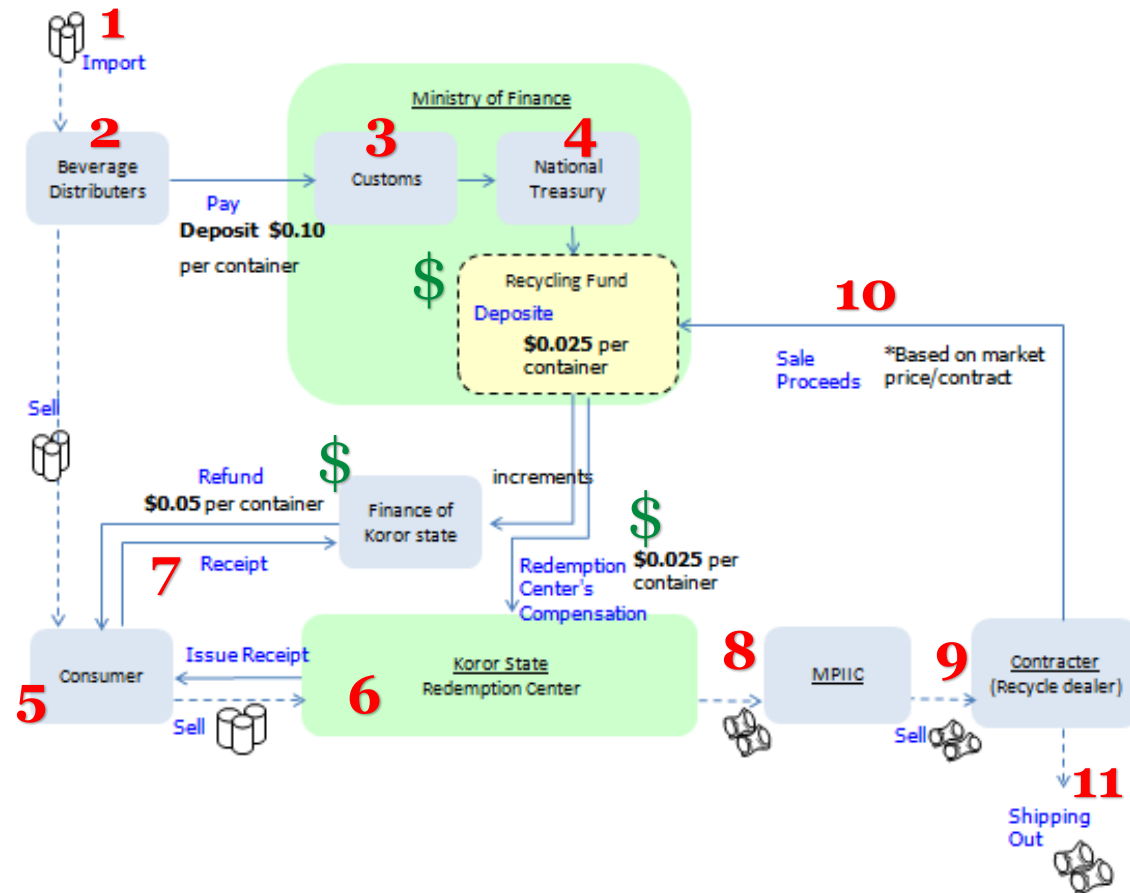 1
Import
2
Beverage
Distributers
Ministry of Finance
3
Customs
4
National
Treasury
Pay
Deposit $0.10
per container
$
Recycling Fund
Deposite
$0.025 per
container
10
Sale
Proceeds
*Based on market
price/contract
Sell
Refund
$0.05 per container
$
Finance of
Koror state
increments
$
Redemption
Center's
Compensation
$0.025 per
container
7
Receipt
5
Consumer
Issue Receipt
Sell
6
Koror State
Redemption Center
8
MPIIC
9
Sell
Contracter
(Recycle dealer)
11
Shipping
Out